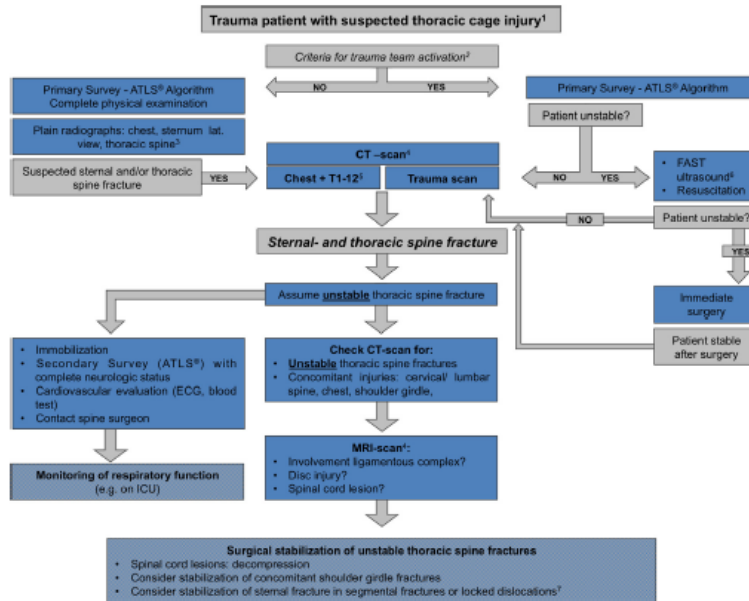 Trauma patient with suspected thoracic cage injury¹
Criteria for trauma team activation²
NO
YES
Primary Survey - ATLS® Algorithm
Complete physical examination
Plain radiographs: chest, sternum lat.
view, thoracic spine³
Suspected sternal and/or thoracic
spine fracture
YES
CT –scan⁴
Chest + T1-12⁵
Trauma scan
Primary Survey - ATLS® Algorithm
Patient unstable?
NO
YES
• FAST
ultrasound⁶
• Resuscitation
NO
Patient unstable?
YES
Immediate
surgery
Patient stable
after surgery
Sternal- and thoracic spine fracture
Assume unstable thoracic spine fracture
• Immobilization
• Secondary Survey (ATLS®) with
complete neurologic status
• Cardiovascular evaluation (ECG, blood
test)
• Contact spine surgeon
Check CT-scan for:
• Unstable thoracic spine fractures
• Concomitant injuries: cervical/ lumbar
spine, chest, shoulder girdle,
Monitoring of respiratory function
(e.g. on ICU)
MRI-scan⁴:
• Involvement ligamentous complex?
• Disc injury?
• Spinal cord lesion?
Surgical stabilization of unstable thoracic spine fractures
• Spinal cord lesions: decompression
• Consider stabilization of concomitant shoulder girdle fractures
• Consider stabilization of sternal fracture in segmental fractures or locked dislocations⁷